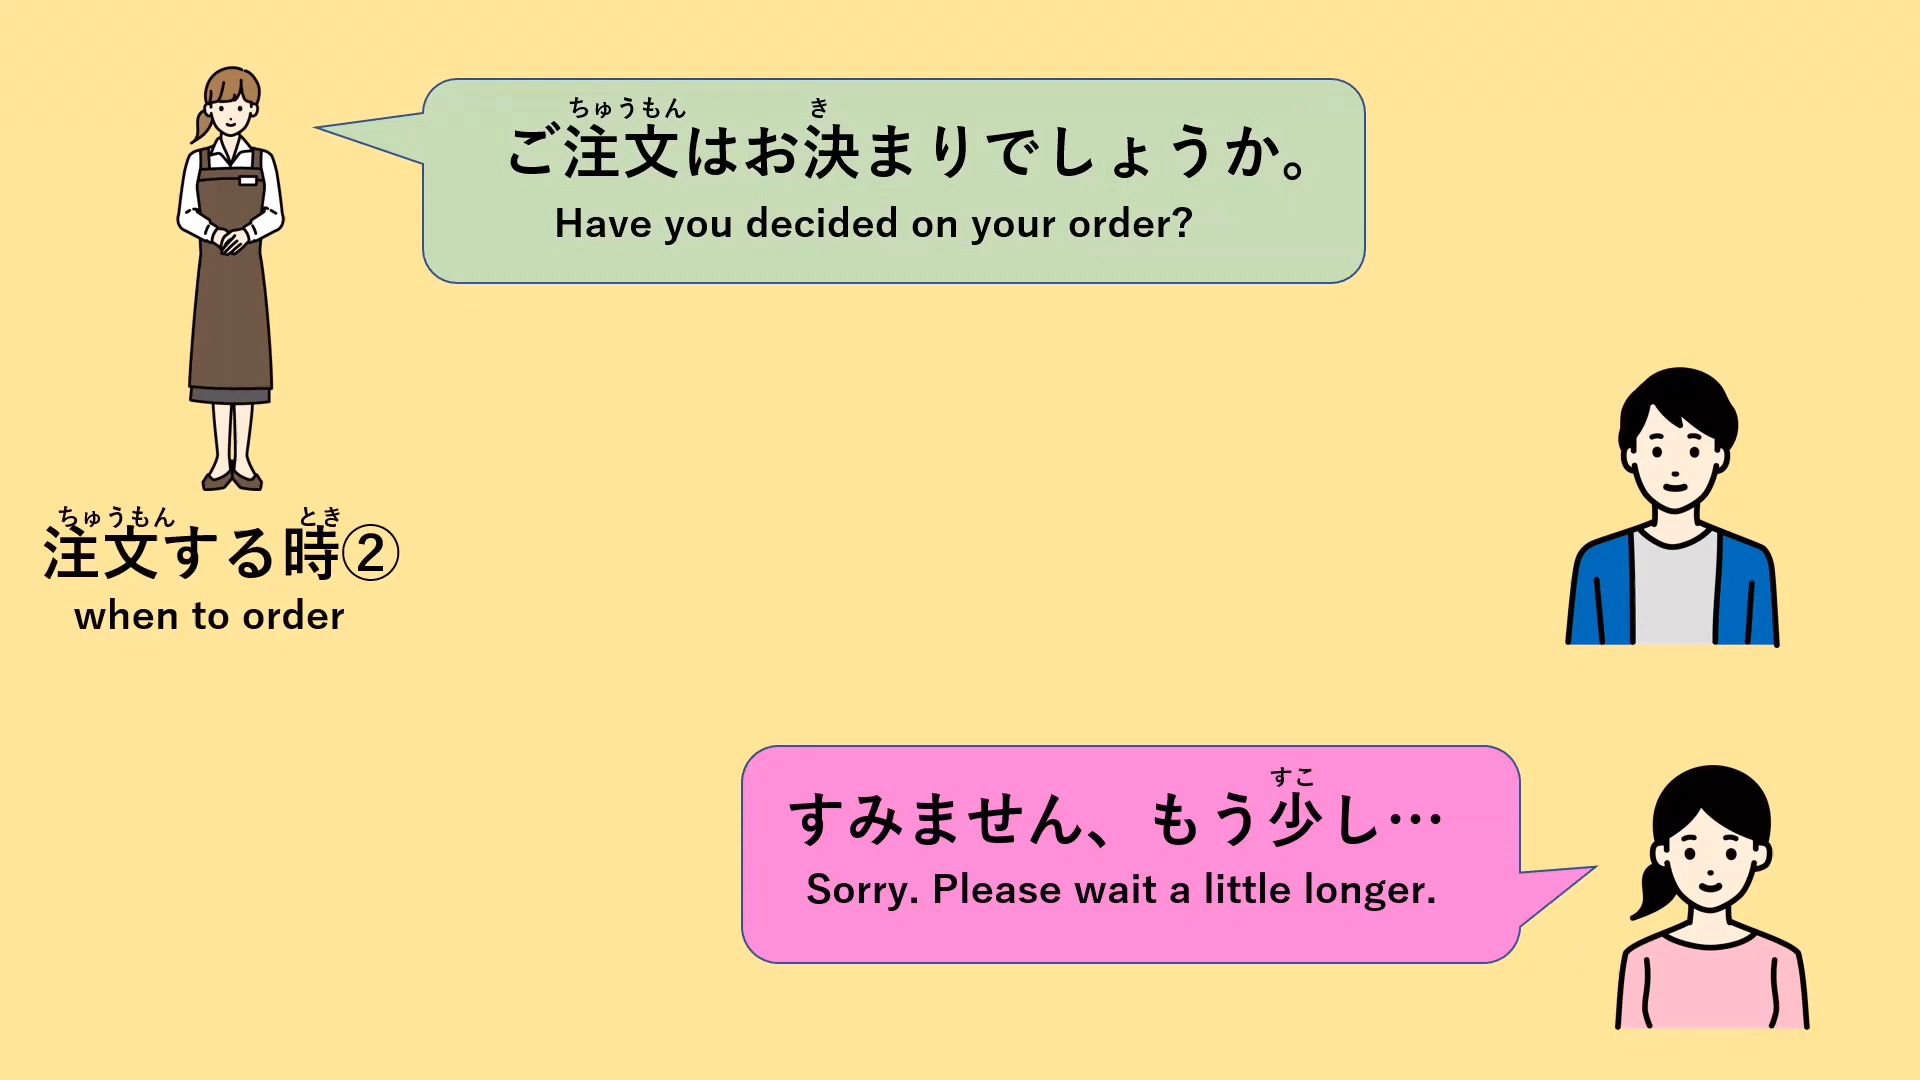 ちゅうもん き
ご注文はお決まりでしょうか。
Have you decided on your order?
ちゅうもん とき
注文する時②
when to order
すこ
すみません、もう少し…
Sorry. Please wait a little longer.